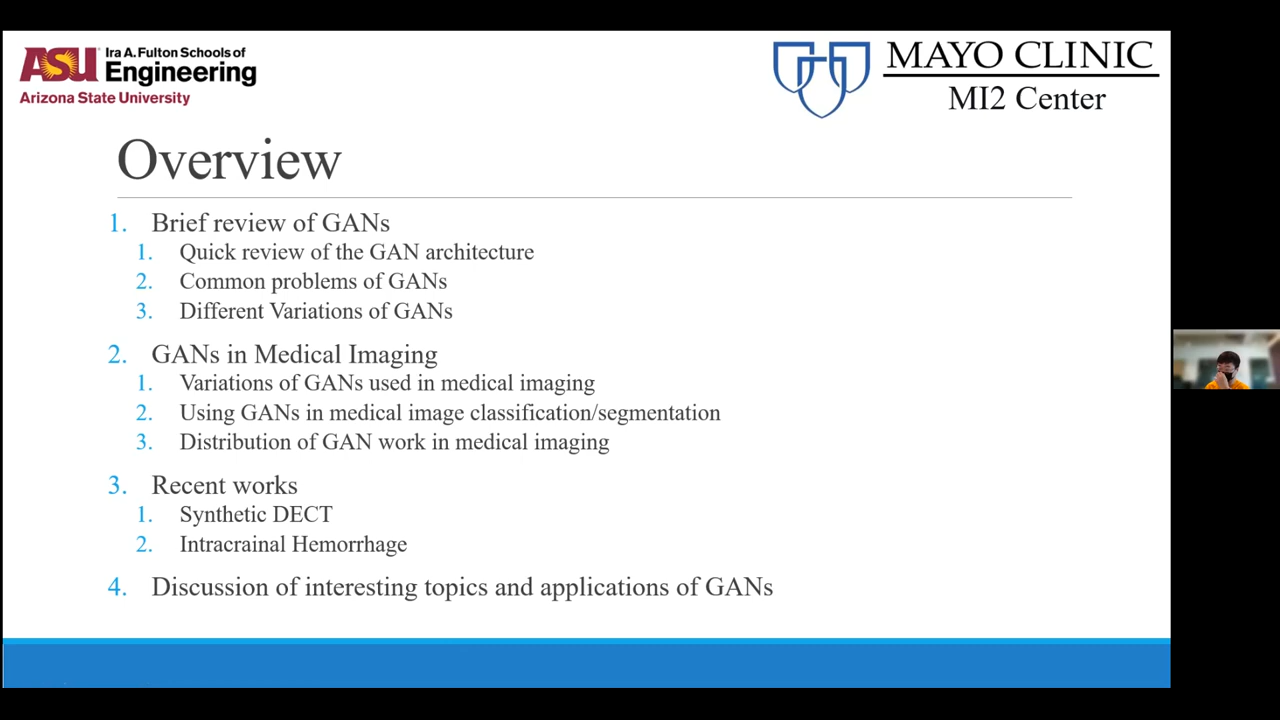 ASU Ira A. Fulton Schools of
Engineering
Arizona State University
MAYO CLINIC
MI2 Center
Overview
1. Brief review of GANs
1. Quick review of the GAN architecture
2. Common problems of GANs
3. Different Variations of GANs
2. GANs in Medical Imaging
1. Variations of GANs used in medical imaging
2. Using GANs in medical image classification/segmentation
3. Distribution of GAN work in medical imaging
3. Recent works
1. Synthetic DECT
2. Intracrainal Hemorrhage
4. Discussion of interesting topics and applications of GANs